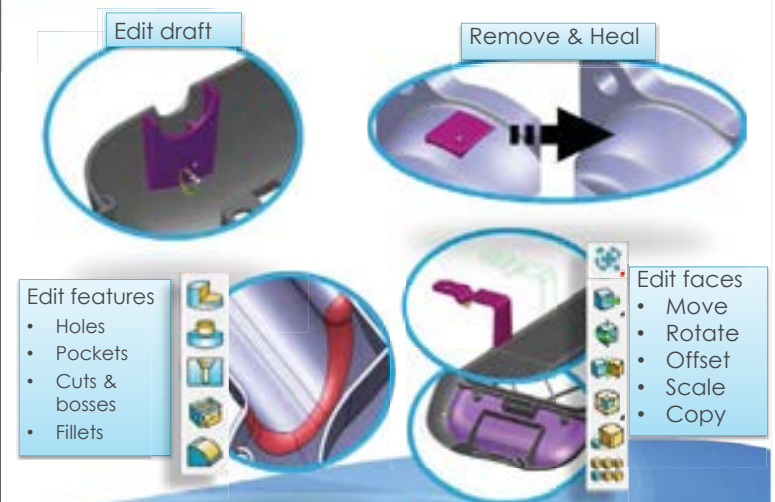 Edit draft
Remove & Heal
Edit features
• Holes
• Pockets
• Cuts &
bosses
• Fillets
Edit faces
• Move
• Rotate
• Offset
• Scale
• Copy